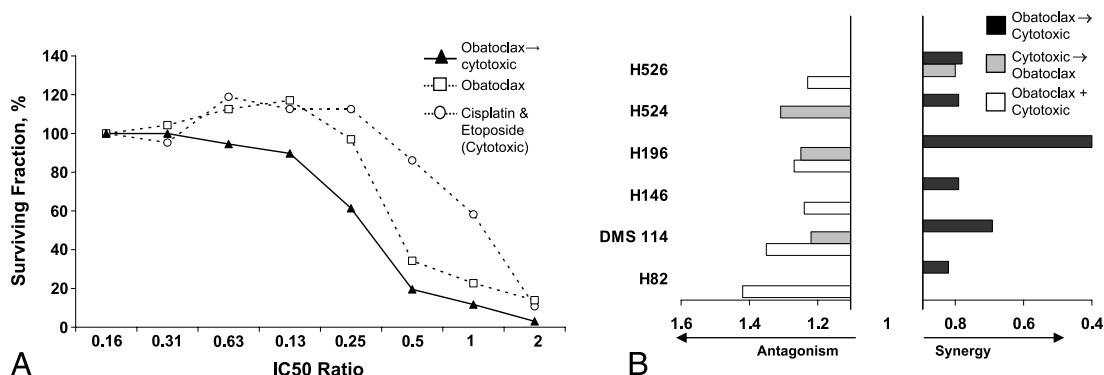 Surviving Fraction, %
140
120
100
80
60
40
20
0
0.16 0.31 0.63 0.13 0.25 0.5 1 2
IC50 Ratio
Obatoclax→
cytotoxic
Obatoclax
Cisplatin &
Etoposide
(Cytotoxic)
A
H526
H524
H196
H146
DMS 114
H82
1.6 1.4 1.2 1 0.8 0.6 0.4
Antagonism Synergy
Obatoclax→
Cytotoxic
Cytotoxic→
Obatoclax
Obatoclax +
Cytotoxic
B